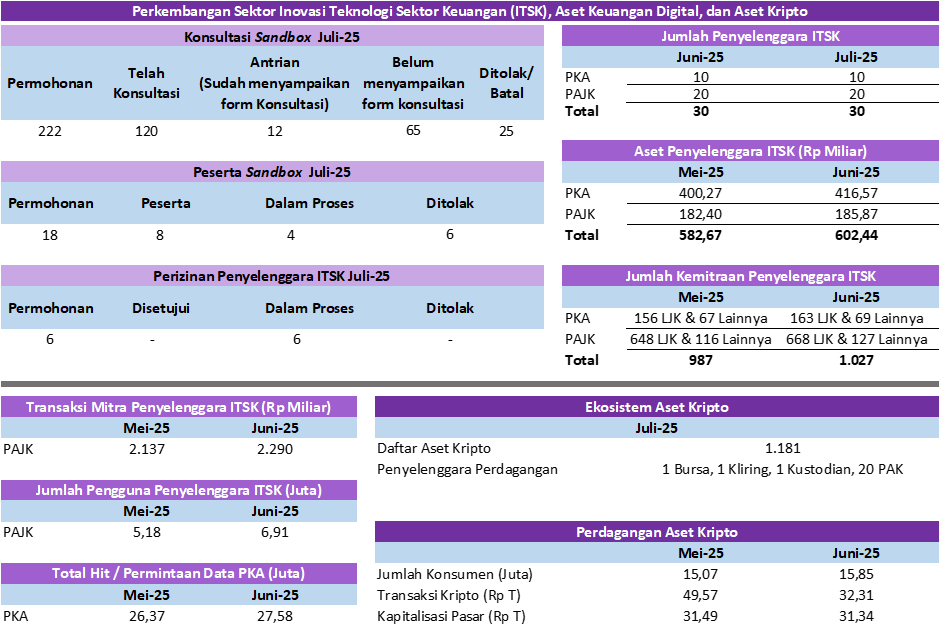 Perkembangan Sektor Inovasi Teknologi Sektor Keuangan (ITSK), Aset Keuangan Digital, dan Aset Kripto
Konsultasi Sandbox Juli-25
Permohonan Telah Konsultasi Antrian (Sudah menyampaikan form Konsultasi) Belum menyampaikan form konsultasi Ditolak/ Batal
222 120 12 65 25
Peserta Sandbox Juli-25
Permohonan Peserta Dalam Proses Ditolak
18 8 4 6
Perizinan Penyelenggara ITSK Juli-25
Permohonan Disetujui Dalam Proses Ditolak
6 - 6 -
Jumlah Penyelenggara ITSK
Juni-25 Juli-25
PKA 10 10
PAJK 20 20
Total 30 30
Aset Penyelenggara ITSK (Rp Miliar)
Mei-25 Juni-25
PKA 400,27 416,57
PAJK 182,40 185,87
Total 582,67 602,44
Jumlah Kemitraan Penyelenggara ITSK
Mei-25 Juni-25
PKA 156 LJK & 67 Lainnya 163 LJK & 69 Lainnya
PAJK 648 LJK & 116 Lainnya 668 LJK & 127 Lainnya
Total 987 1.027
Transaksi Mitra Penyelenggara ITSK (Rp Miliar)
Mei-25 Juni-25
PAJK 2.137 2.290
Jumlah Pengguna Penyelenggara ITSK (Juta)
Mei-25 Juni-25
PAJK 5,18 6,91
Total Hit / Permintaan Data PKA (Juta)
Mei-25 Juni-25
PKA 26,37 27,58
Ekosistem Aset Kripto
Juli-25
Daftar Aset Kripto 1.181
Penyelenggara Perdagangan 1 Bursa, 1 Kliring, 1 Kustodian, 20 PAK
Perdagangan Aset Kripto
Mei-25 Juni-25
Jumlah Konsumen (Juta) 15,07 15,85
Transaksi Kripto (Rp T) 49,57 32,31
Kapitalisasi Pasar (Rp T) 31,49 31,34